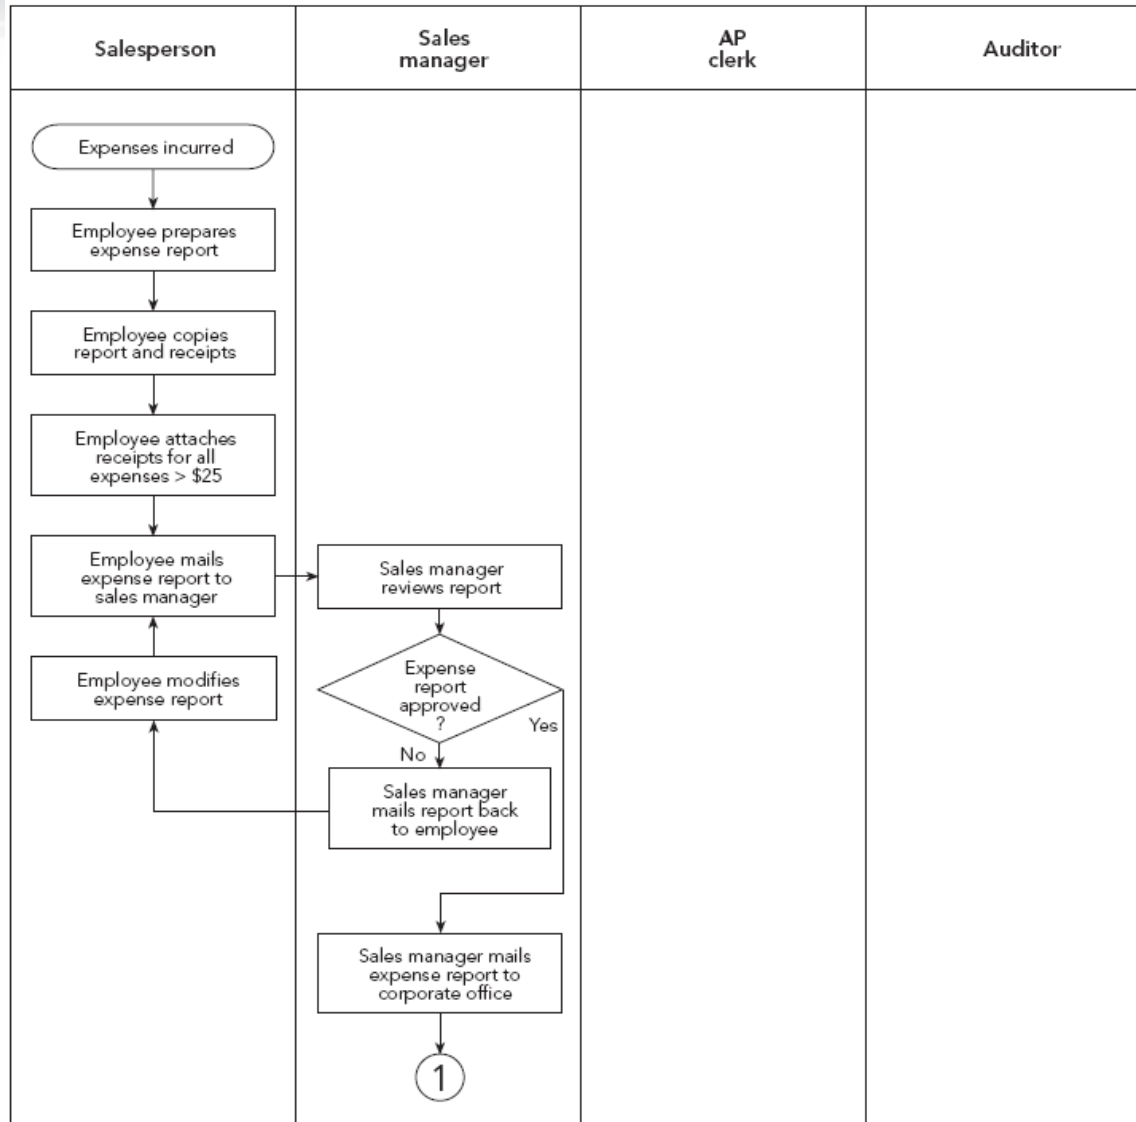 Salesperson
Sales
manager
AP
clerk
Auditor
Expenses incurred
Employee prepares
expense report
Employee copies
report and receipts
Employee attaches
receipts for all
expenses > $25
Employee mails
expense report to
sales manager
Sales manager
reviews report
Employee modifies
expense report
Expense
report
approved
?
Yes
No
Sales manager
mails report back
to employee
Sales manager mails
expense report to
corporate office
1